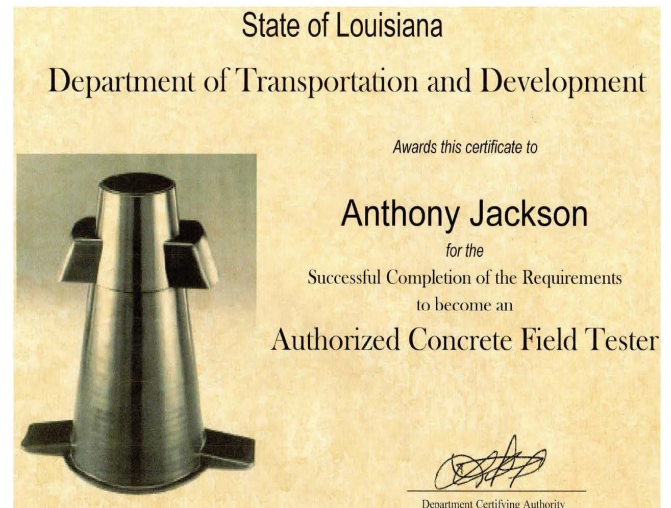 State of Louisiana
Department of Transportation and Development
Awards this certificate to
Anthony Jackson
for the
Successful Completion of the Requirements
to become an
Authorized Concrete Field Tester
Department Certifying Authority